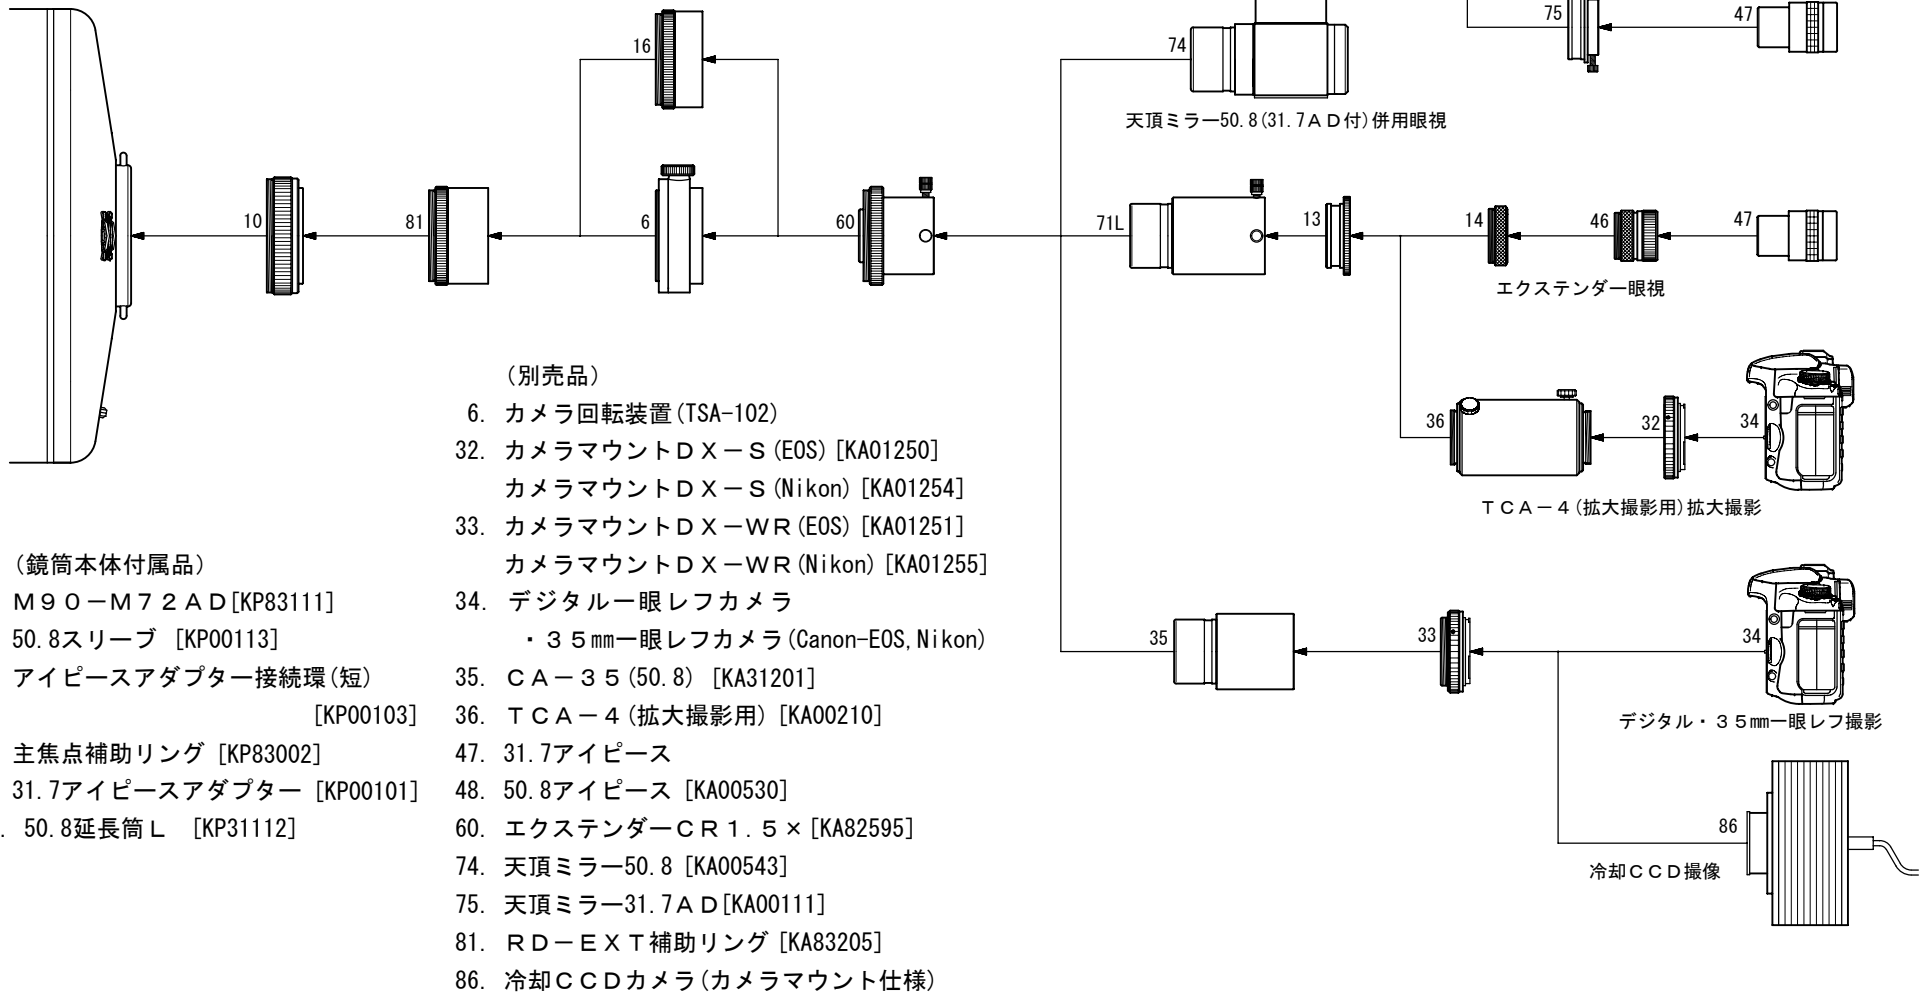 16
74
75
47
天頂ミラー50.8(31.7AD付)併用眼視
10
81
6
60
71L
13
14
46
47
エクステンダー眼視
36
32
34
TCA-4(拡大撮影用)拡大撮影
35
33
34
デジタル・35mm一眼レフ撮影
86
冷却CCD撮像
(鏡筒本体付属品)
M90-M72AD[KP83111]
50.8スリーブ [KP00113]
アイピースアダプター接続環(短)
[KP00103]
主焦点補助リング [KP83002]
31.7アイピースアダプター [KP00101]
. 50.8延長筒L [KP31112]
(別売品)
6. カメラ回転装置(TSA-102)
32. カメラマウントDX-S(EOS) [KA01250]
カメラマウントDX-S(Nikon) [KA01254]
33. カメラマウントDX-WR(EOS) [KA01251]
カメラマウントDX-WR(Nikon) [KA01255]
34. デジタル一眼レフカメラ
・35mm一眼レフカメラ(Canon-EOS,Nikon)
35. CA-35(50.8) [KA31201]
36. TCA-4(拡大撮影用) [KA00210]
47. 31.7アイピース
48. 50.8アイピース [KA00530]
60. エクステンダーCR1.5× [KA82595]
74. 天頂ミラー50.8 [KA00543]
75. 天頂ミラー31.7AD[KA00111]
81. RD-EXT補助リング [KA83205]
86. 冷却CCDカメラ(カメラマウント仕様)